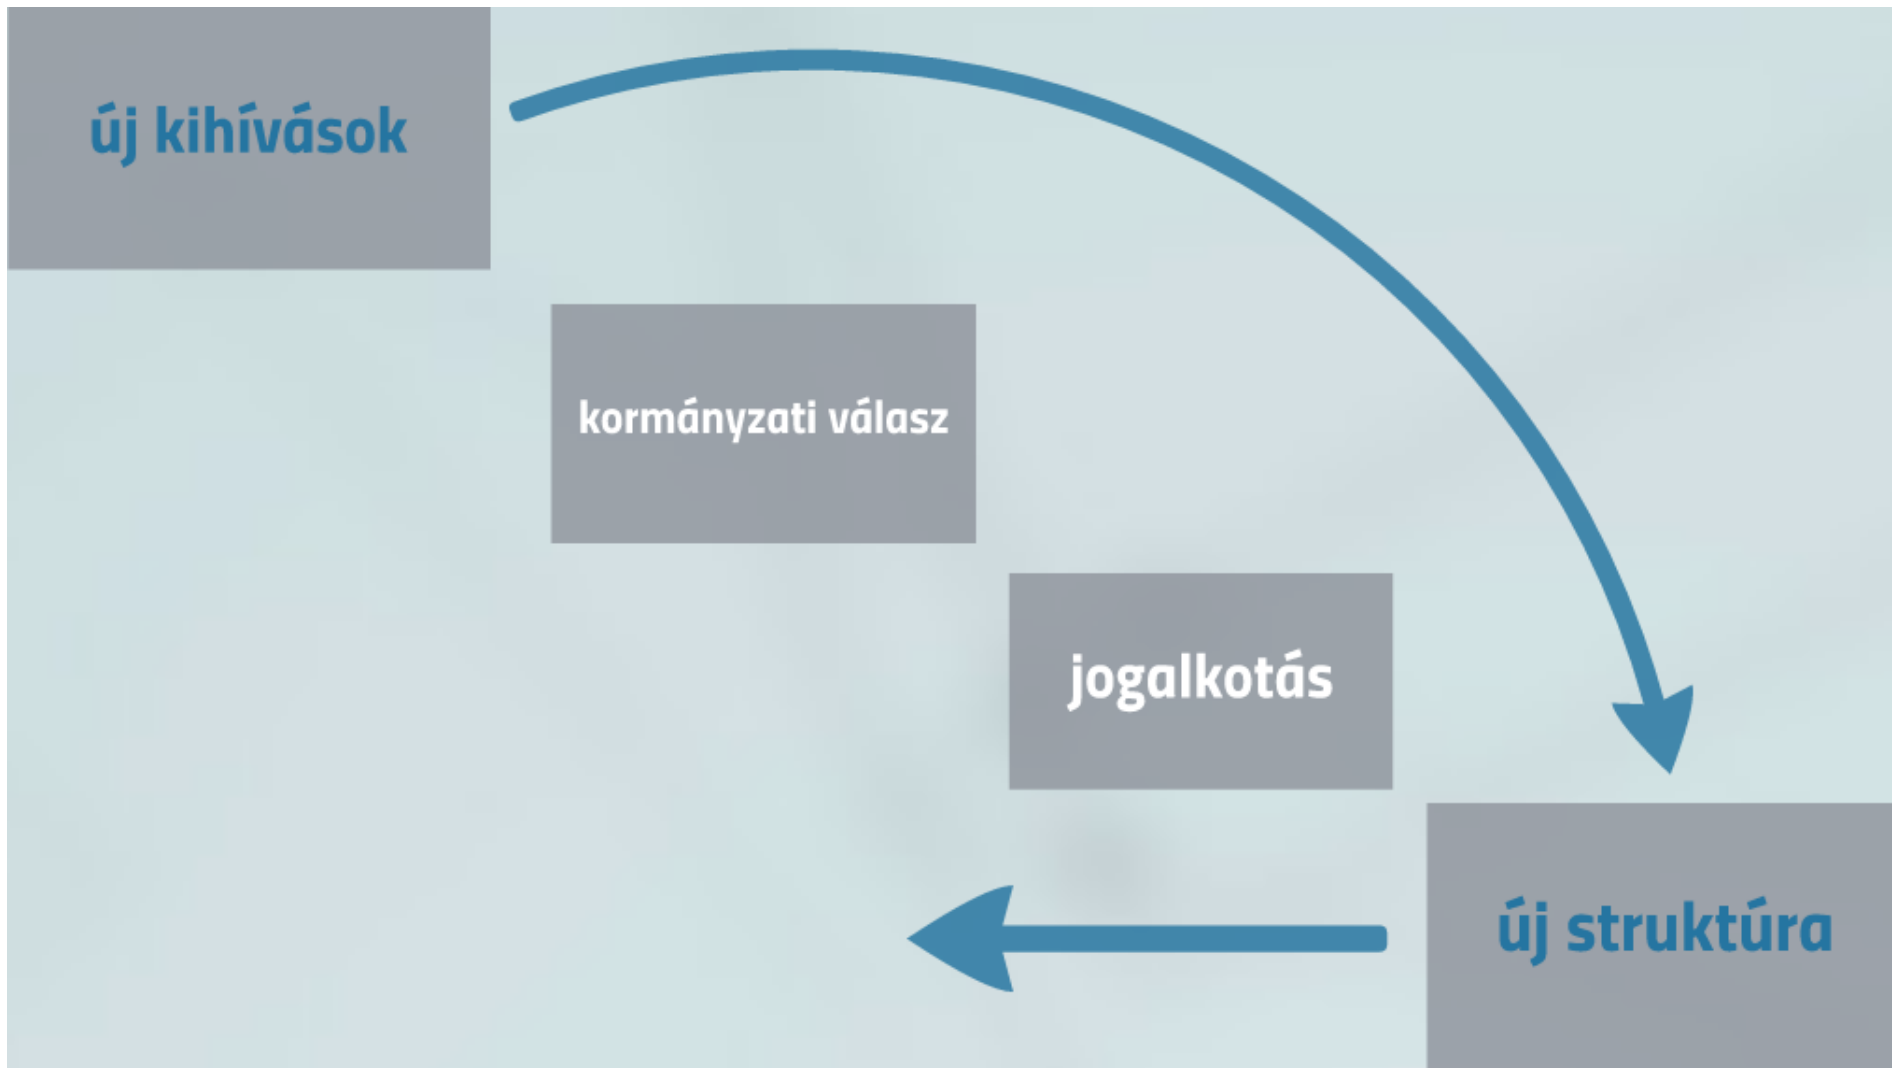 új kihívások
kormányzati válasz
jogalkotás
új struktúra